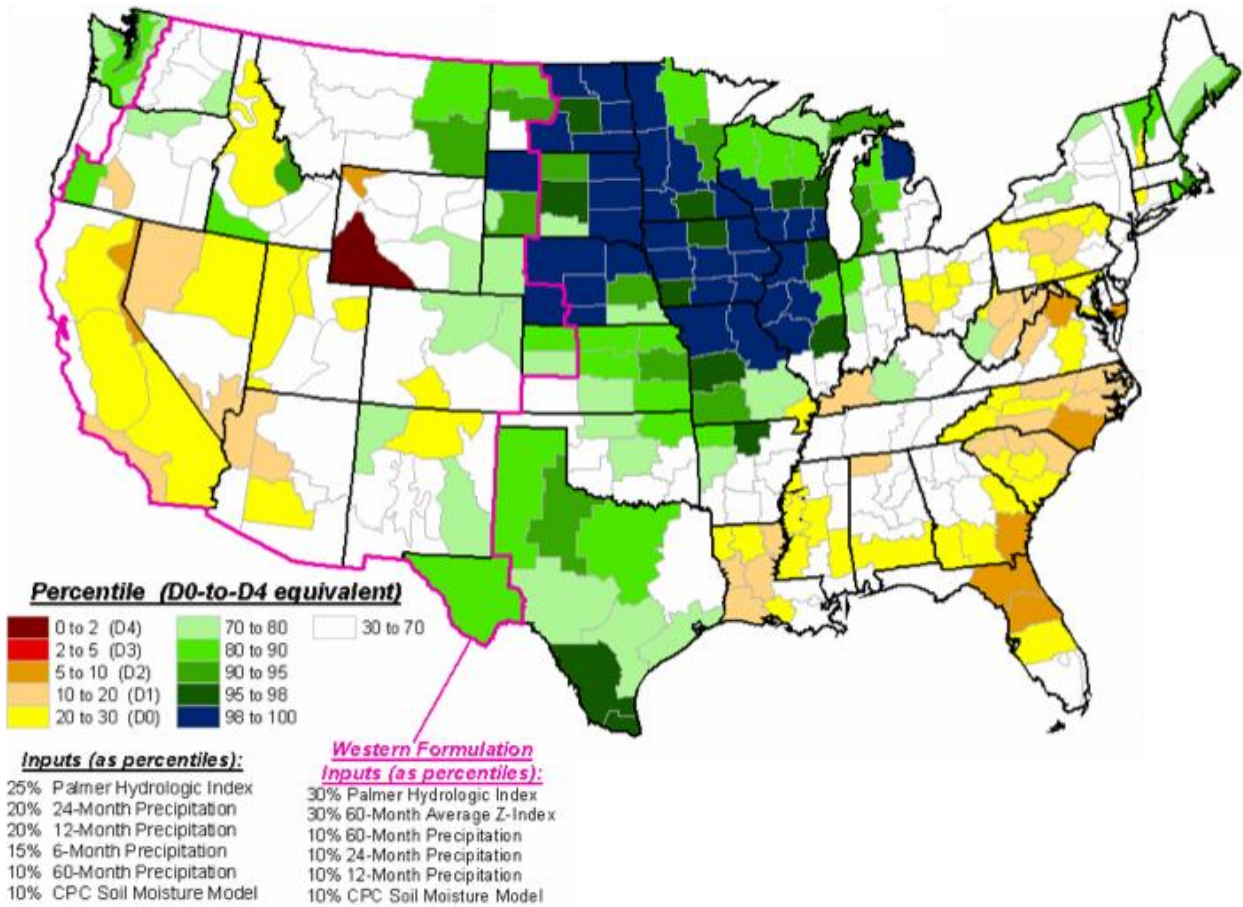 Percentile (D0-to-D4 equivalent)
0 to 2 (D4)
2 to 5 (D3)
5 to 10 (D2)
10 to 20 (D1)
20 to 30 (D0)
70 to 80
80 to 90
90 to 95
95 to 98
98 to 100
30 to 70
Inputs (as percentiles):
25% Palmer Hydrologic Index
20% 24-Month Precipitation
20% 12-Month Precipitation
15% 6-Month Precipitation
10% 60-Month Precipitation
10% CPC Soil Moisture Model
Western Formulation
Inputs (as percentiles):
30% Palmer Hydrologic Index
30% 60-Month Average Z-Index
10% 60-Month Precipitation
10% 24-Month Precipitation
10% 12-Month Precipitation
10% CPC Soil Moisture Model